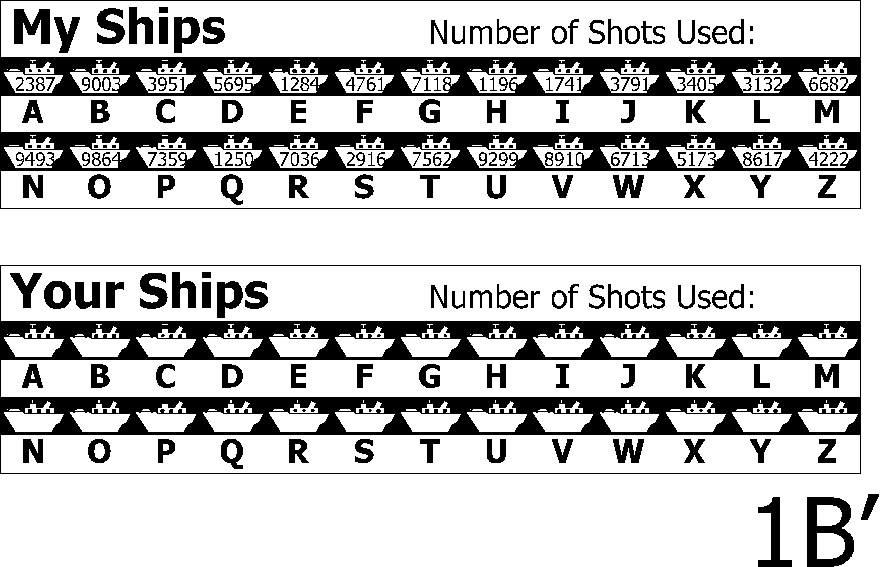 My Ships Number of Shots Used:
2387 9003 3951 5695 1284 4761 7118 1196 1741 3791 3405 3132 6682
A B C D E F G H I J K L M
9493 9864 7359 1250 7036 2916 7562 9299 8910 6713 5173 8617 4222
N O P Q R S T U V W X Y Z
Your Ships Number of Shots Used:
A B C D E F G H I J K L M
N O P Q R S T U V W X Y Z
1B′